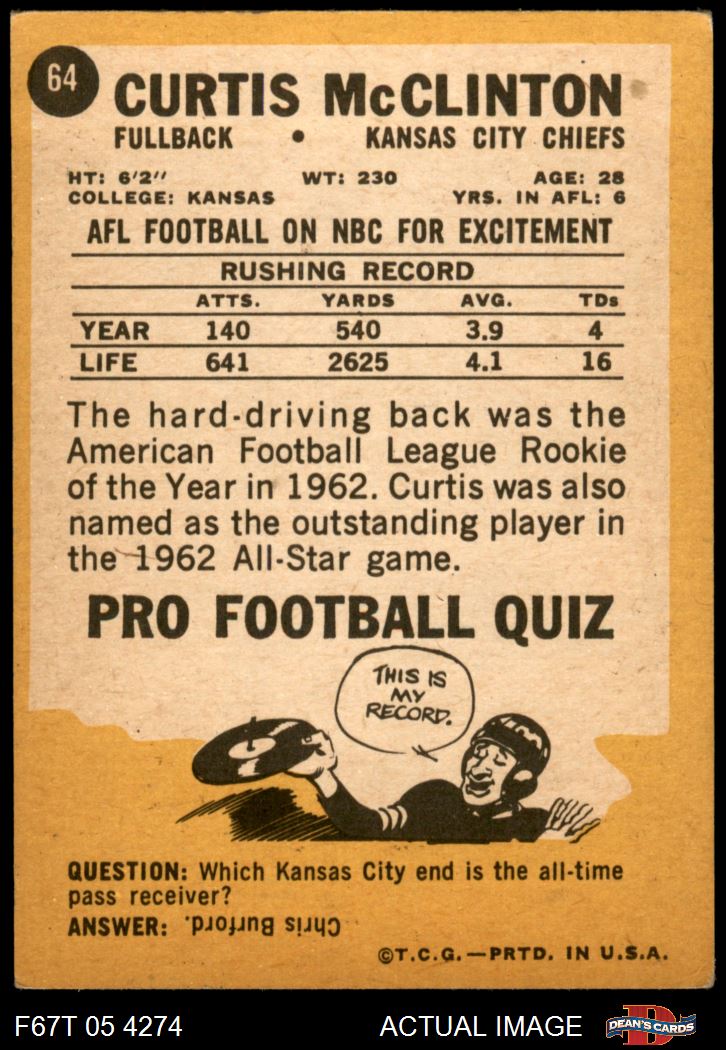 64
CURTIS McCLINTON
FULLBACK • KANSAS CITY CHIEFS
HT: 6'2" WT: 230 AGE: 28
COLLEGE: KANSAS YRS. IN AFL: 6
AFL FOOTBALL ON NBC FOR EXCITEMENT
RUSHING RECORD
ATTS. YARDS AVG. TDs
YEAR 140 540 3.9 4
LIFE 641 2625 4.1 16
The hard-driving back was the
American Football League Rookie
of the Year in 1962. Curtis was also
named as the outstanding player in
the 1962 All-Star game.
PRO FOOTBALL QUIZ
THIS IS
MY
RECORD.
QUESTION: Which Kansas City end is the all-time
pass receiver?
ANSWER: Chris Burford.
©T.C.G.—PRTD. IN U.S.A.
F67T 05 4274 ACTUAL IMAGE DEAN'S CARDS